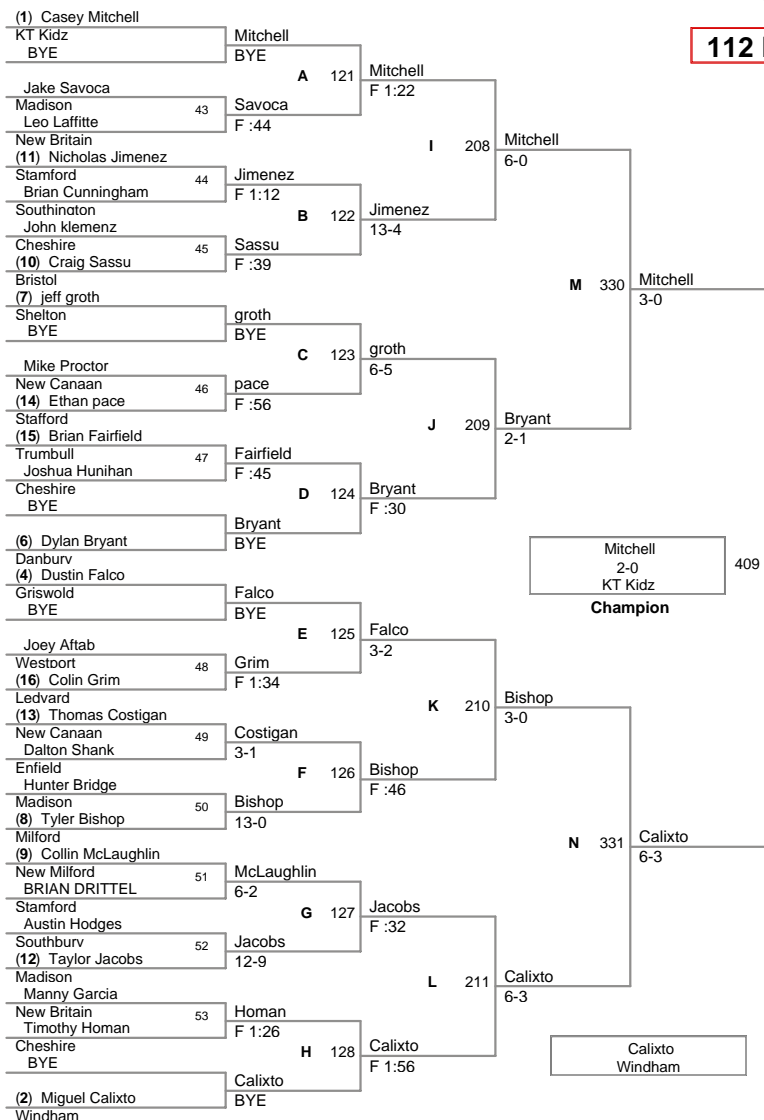 (1) Casey Mitchell
KT Kidz
BYE
Jake Savoca
Madison
Leo Laffitte
New Britain
(11) Nicholas Jimenez
Stamford
Brian Cunningham
Southington
John klemenz
Cheshire
(10) Craig Sassu
Bristol
(7) jeff groth
Shelton
BYE
Mike Proctor
New Canaan
(14) Ethan pace
Stafford
(15) Brian Fairfield
Trumbull
Joshua Hunihan
Cheshire
BYE
(6) Dylan Bryant
Danbury
(4) Dustin Falco
Griswold
BYE
Joey Aftab
Westport
(16) Colin Grim
Ledyard
(13) Thomas Costigan
New Canaan
Dalton Shank
Enfield
Hunter Bridge
Madison
(8) Tyler Bishop
Milford
(9) Collin McLaughlin
New Milford
BRIAN DRITTEL
Stamford
Austin Hodges
Southbury
(12) Taylor Jacobs
Madison
Manny Garcia
New Britain
Timothy Homan
Cheshire
BYE
(2) Miguel Calixto
Windham
43
44
45
46
47
48
49
50
51
52
53
Mitchell
BYE
Savoca
F :44
Jimenez
F 1:12
Sassu
F :39
groth
BYE
pace
F :56
Fairfield
F :45
Bryant
BYE
Falco
BYE
Grim
F 1:34
Costigan
3-1
Bishop
13-0
McLaughlin
6-2
Jacobs
12-9
Homan
F 1:26
Calixto
BYE
A 121
B 122
C 123
D 124
E 125
F 126
G 127
H 128
Mitchell
F 1:22
Jimenez
13-4
groth
6-5
Bryant
F :30
Falco
3-2
Bishop
F :46
Jacobs
F :32
Calixto
F 1:56
I 208
J 209
K 210
L 211
Mitchell
6-0
Bryant
2-1
Bishop
3-0
Calixto
6-3
M 330
N 331
Mitchell
3-0
Calixto
6-3
112
Mitchell
2-0
KT Kidz
409
Champion
Calixto
Windham